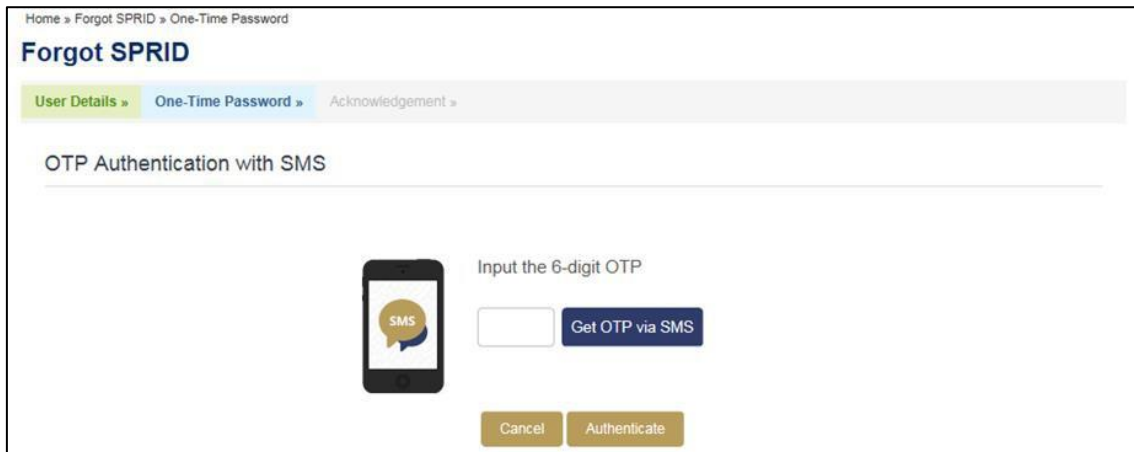 Home » Forgot SPRID » One-Time Password
Forgot SPRID
User Details » One-Time Password » Acknowledgement »
OTP Authentication with SMS
Input the 6-digit OTP
SMS
Get OTP via SMS
Cancel Authenticate